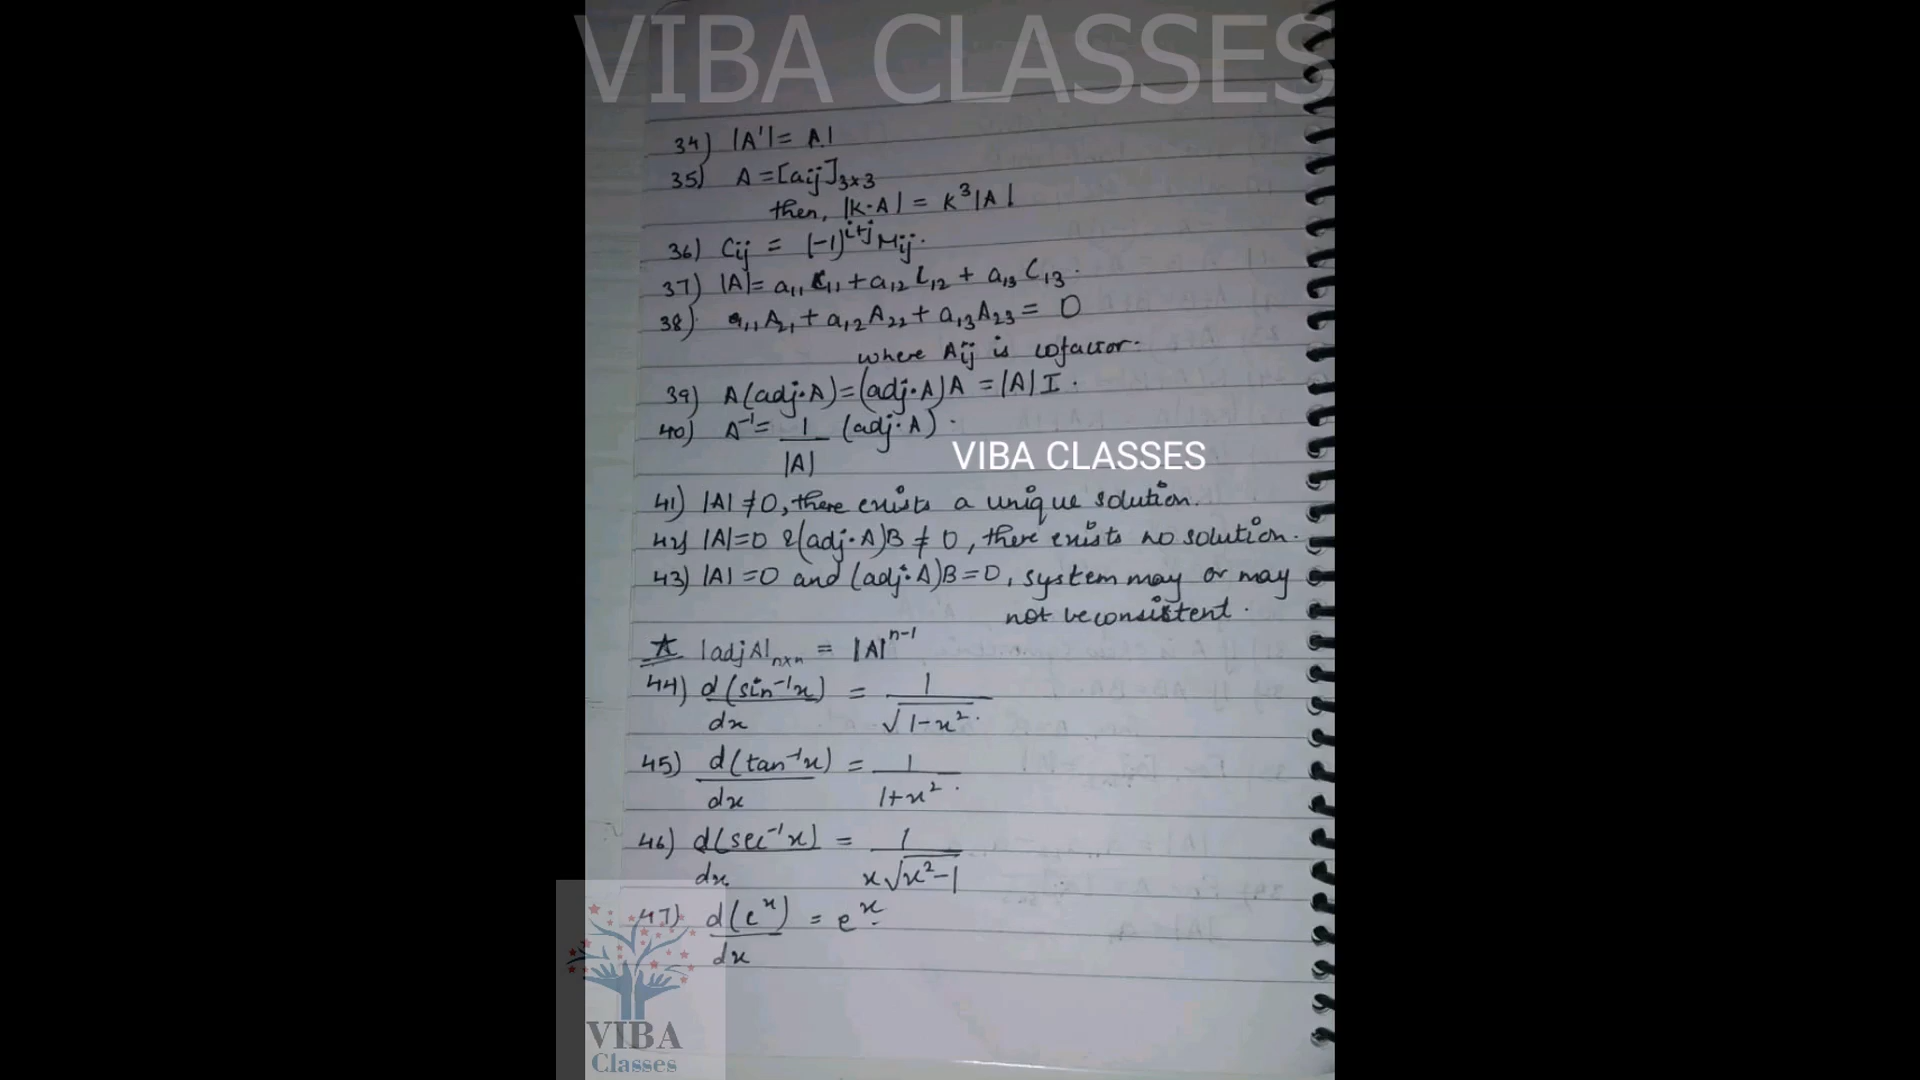 VIBA CLASSES
34) |A'| = A|
35) A = [aij]3×3
then, |K·A| = K³|A|
36) Cij = (-1)^i+j Mij.
37) |A| = a11 C11 + a12 C12 + a13 C13.
38) a11 A21 + a12 A22 + a13 A23 = 0
where Aij is cofactor.
39) A(adj·A) = (adj·A)A = |A| I.
40) A⁻¹ = 1/|A| (adj·A).
VIBA CLASSES
41) |A| ≠ 0, there exists a unique solution.
42) |A| = 0 & (adj·A)B ≠ 0, there exists no solution.
43) |A| = 0 and (adj·A)B = 0, system may or may
not be consistent.
★ |adj A|n×n = |A|^n-1
44) d(sin⁻¹x)/dx = 1/√1-x².
45) d(tan⁻¹x)/dx = 1/1+x².
46) d(sec⁻¹x)/dx = 1/x√x²-1
47) d(e^x)/dx = e^x
VIBA
Classes